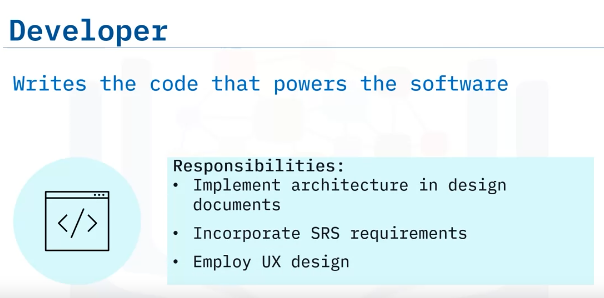 Developer
Writes the code that powers the software
</>
Responsibilities:
• Implement architecture in design
documents
• Incorporate SRS requirements
• Employ UX design